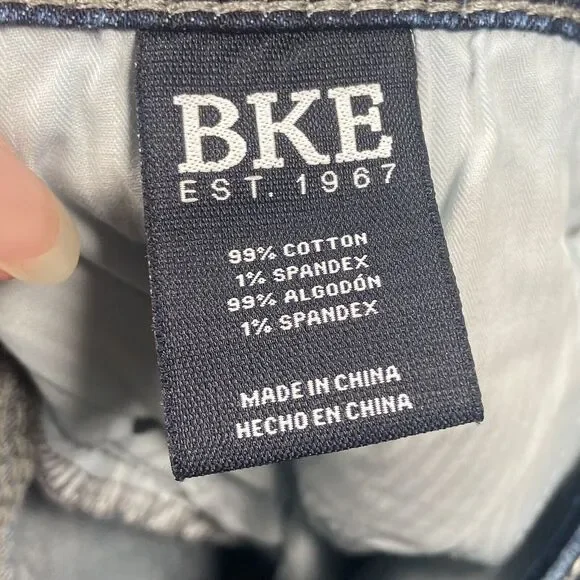 BKE
EST. 1967
99% COTTON
1% SPANDEX
99% ALGODÓN
1% SPANDEX
MADE IN CHINA
HECHO EN CHINA